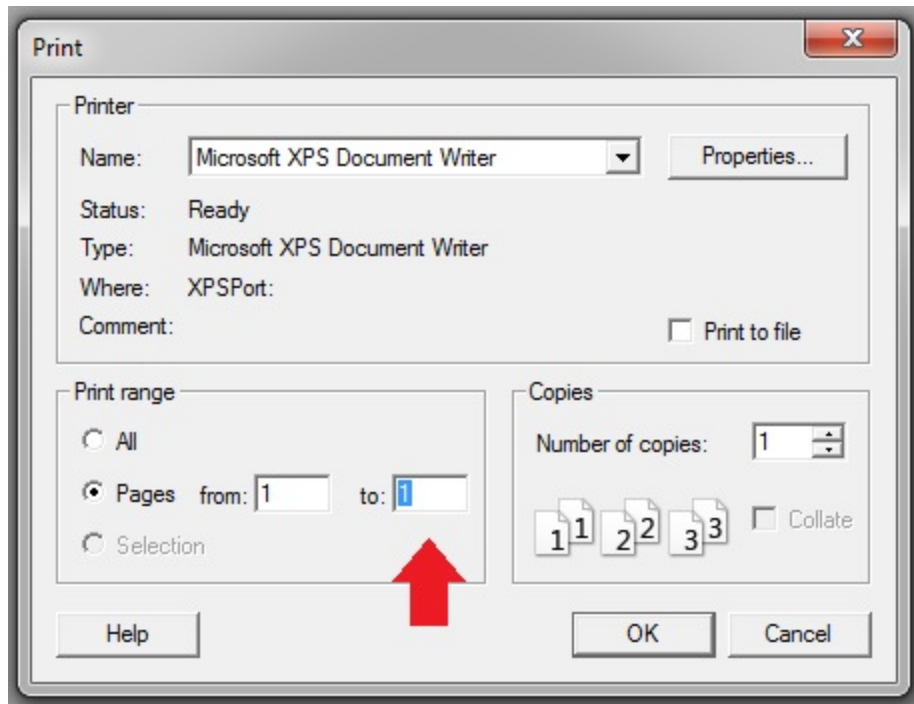 Print
Printer
Name: Microsoft XPS Document Writer Properties...
Status: Ready
Type: Microsoft XPS Document Writer
Where: XPSPort:
Comment:
Print to file
Print range
All
Pages from: 1 to: 1
Selection
Copies
Number of copies: 1
1 1 2 2 3 3 Collate
Help OK Cancel